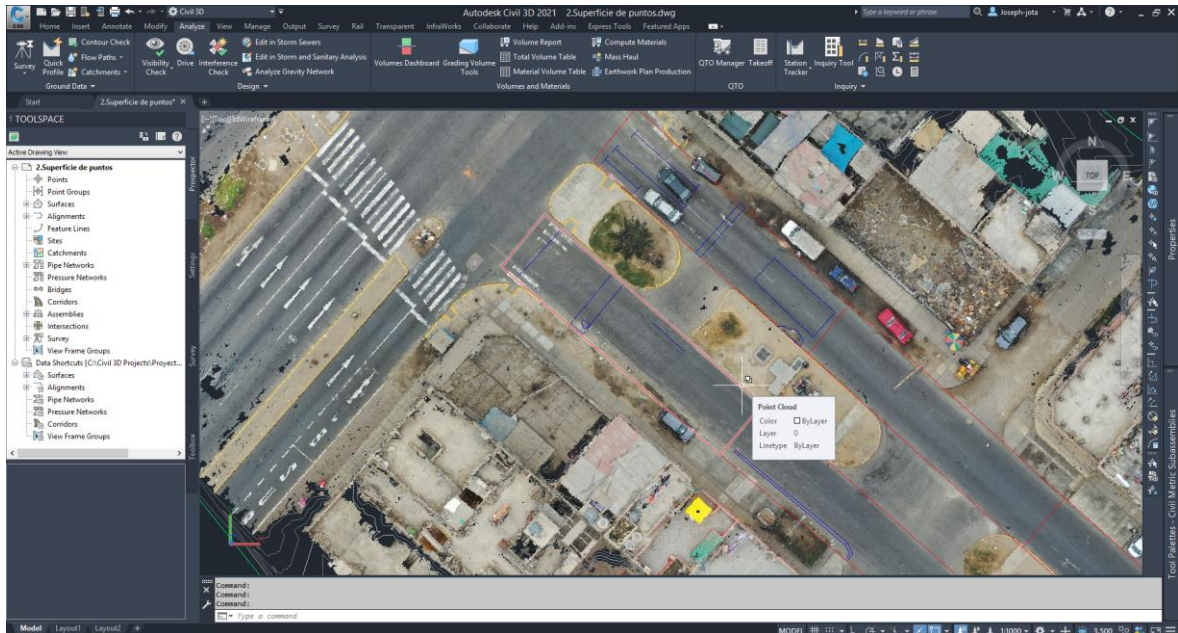 Civil 3D
Autodesk Civil 3D 2021 2.Superficie de puntos.dwg
Type a keyword or phrase
Joseph-jota
Home Insert Annotate Modify Analyze View Manage Output Survey Rail Transparent InfraWorks Collaborate Help Add-ins Express Tools Featured Apps
Survey
Quick Profile
Contour Check
Flow Paths
Catchments
Ground Data
Visibility Check
Drive
Interference Check
Edit in Storm Sewers
Edit in Storm and Sanitary Analysis
Analyze Gravity Network
Design
Volumes Dashboard
Grading Volume Tools
Volume Report
Total Volume Table
Material Volume Table
Compute Materials
Mass Haul
Earthwork Plan Production
Volumes and Materials
QTO Manager
Takeoff
QTO
Station Tracker
Inquiry Tool
Inquiry
Start
2.Superficie de puntos*
TOOLSPACE
Active Drawing View
2.Superficie de puntos
Points
Point Groups
Surfaces
Alignments
Feature Lines
Sites
Catchments
Pipe Networks
Pressure Networks
Bridges
Corridors
Assemblies
Intersections
Survey
View Frame Groups
Data Shortcuts [C:\Civil 3D Projects\Proyect...
Surfaces
Alignments
Pipe Networks
Pressure Networks
Corridors
View Frame Groups
Prospector
Settings
Survey
Toolbox
[-][Top][3dWireframe]
N
W
TOP
E
S
WCS
Point Cloud
Color ByLayer
Layer 0
Linetype ByLayer
Properties
Tool Palettes - Civil Metric Subassemblies
Command:
Command:
Command:
Type a command
Model Layout1 Layout2 +
MODEL
1:1000
3.500